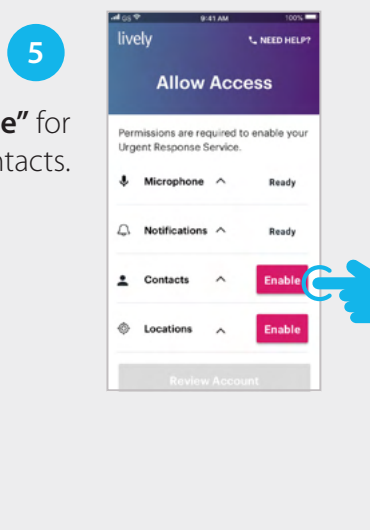 5
e" for
ntacts.
9:41 AM 100%
lively NEED HELP?
Allow Access
Permissions are required to enable your
Urgent Response Service.
Microphone Ready
Notifications Ready
Contacts Enable
Locations Enable
Review Account